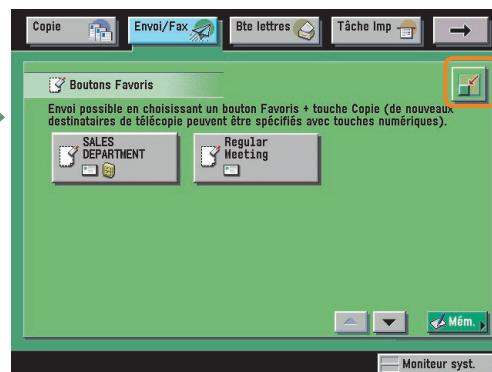 Copie
Envoi/Fax
Bte lettres
Tâche Imp
Boutons Favoris
Envoi possible en choisissant un bouton Favoris + touche Copie (de nouveaux
destinataires de télécopie peuvent être spécifiés avec touches numériques).
SALES
DEPARTMENT
Regular
Meeting
Mém.
Moniteur syst.